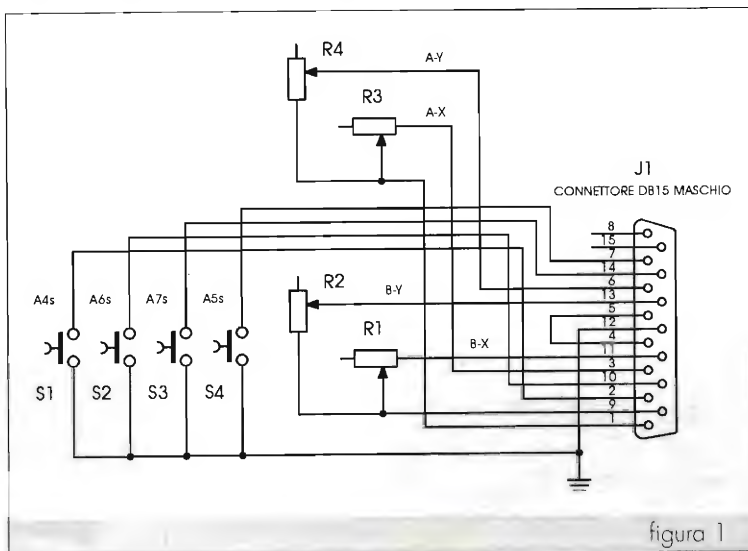 R4
A-Y
R3
A-X
J1
CONNETTORE DB15 MASCHIO
8
15
7
14
6
13
5
12
4
11
3
10
2
9
1
R2
B-Y
R1
B-X
A4s
A6s
A7s
A5s
S1
S2
S3
S4
figura 1